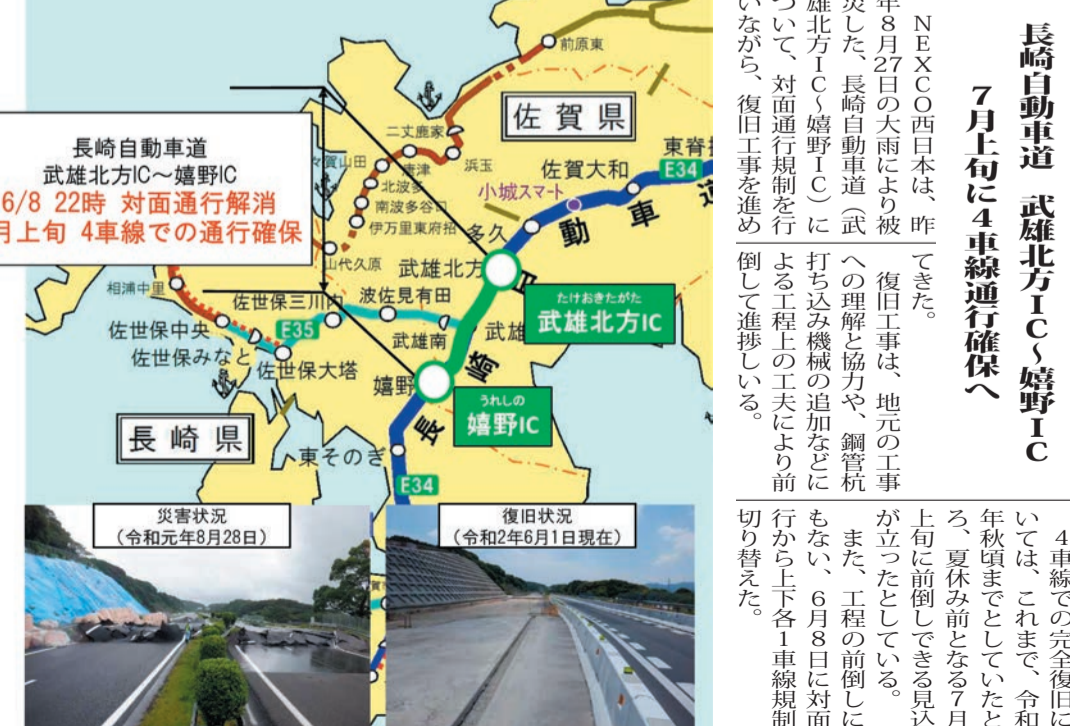 長崎自動車道 武雄北方IC〜嬉野IC
7月上旬に4車線通行確保へ
NEXCO西日本は、昨
年8月27日の大雨により被
災した、長崎自動車道(武
雄北方IC〜嬉野IC)に
ついて、対面通行規制を行
いながら、復旧工事を進め
てきた。
復旧工事は、地元の工事
への理解と協力や、鋼管杭
打ち込み機械の追加などに
よる工程上の工夫により前
倒して進捗しいる。
4車線での完全復旧に
いては、これまで、令和
年秋頃までとしていたと
ろ、夏休み前となる7月
上旬に前倒しできる見込
が立ったとしている。
また、工程の前倒しに
もない、6月8日に対面
行から上下各1車線規制
切り替えた。
長崎自動車道
武雄北方IC〜嬉野IC
6/8 22時 対面通行解消
月上旬 4車線での通行確保
前原東
佐賀県
二丈鹿家
浜玉
唐津
賀山田
北波多
南波多谷口
伊万里東府招
山代久原
東脊
E34
佐賀大和
小城スマート
多久
武雄北方
たけおきたがた
武雄北方IC
武雄
武雄南
波佐見有田
佐世保三川内
E35
相浦中里
佐世保中央
佐世保みなと
佐世保大塔
嬉野
うれしの
嬉野IC
長崎県
東そのぎ
E34
長
崎
自
動
車
道
災害状況
(令和元年8月28日)
復旧状況
(令和2年6月1日現在)